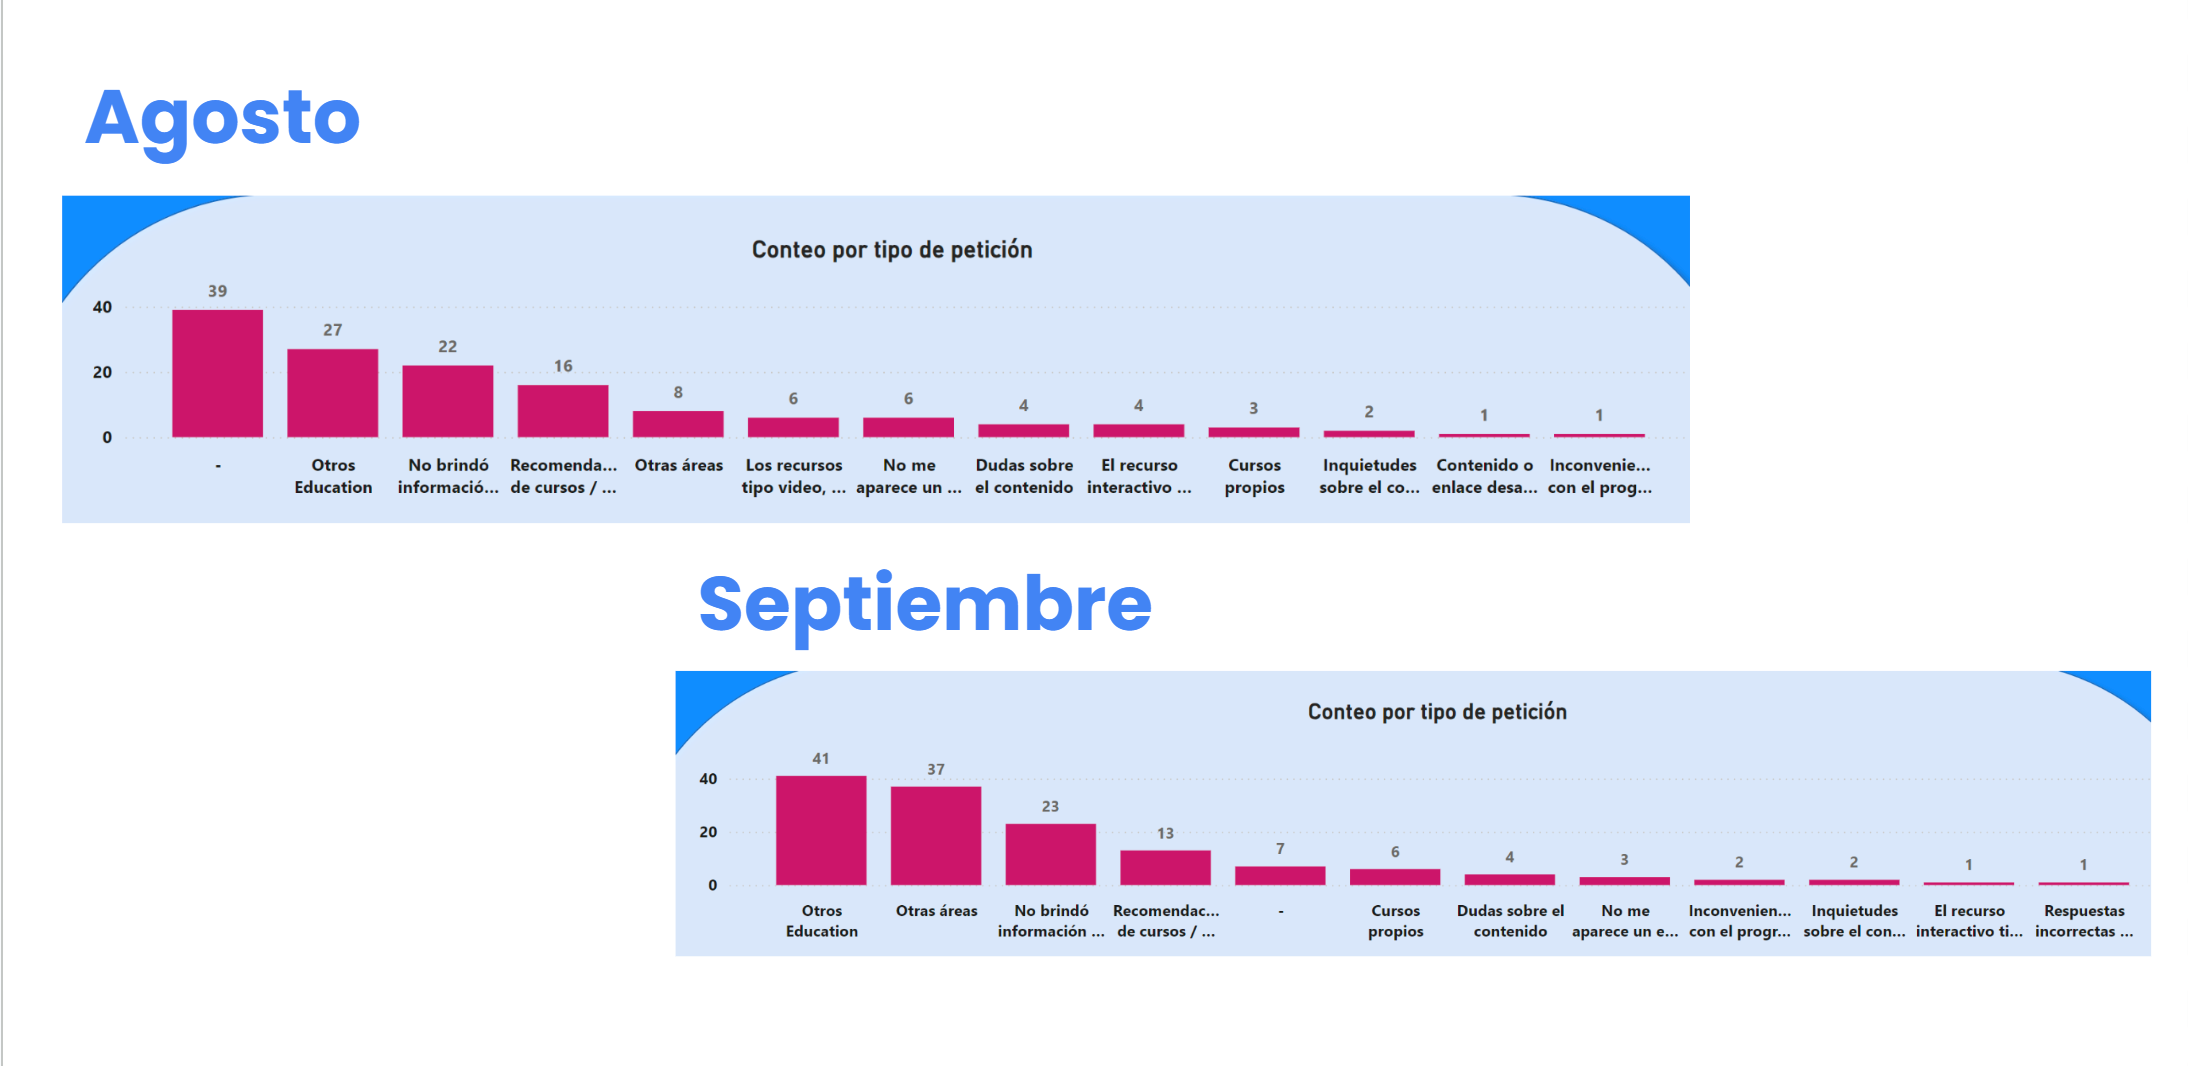 Agosto
Conteo por tipo de petición
39
27
22
16
8
6
6
4
4
3
2
1
1
40
20
0
-
Otros
Education
No brindó
informació...
Recomenda...
de cursos / ...
Otras áreas
Los recursos
tipo video, ...
No me
aparece un ...
Dudas sobre
el contenido
El recurso
interactivo ...
Cursos
propios
Inquietudes
sobre el co...
Contenido o
enlace desa...
Inconvenie...
con el prog...
Septiembre
Conteo por tipo de petición
41
37
23
13
7
6
4
3
2
2
1
1
40
20
0
Otros
Education
Otras áreas
No brindó
información ...
Recomendac...
de cursos / ...
-
Cursos
propios
Dudas sobre el
contenido
No me
aparece un e...
Inconvenien...
con el progr...
Inquietudes
sobre el con...
El recurso
interactivo ti...
Respuestas
incorrectas ...